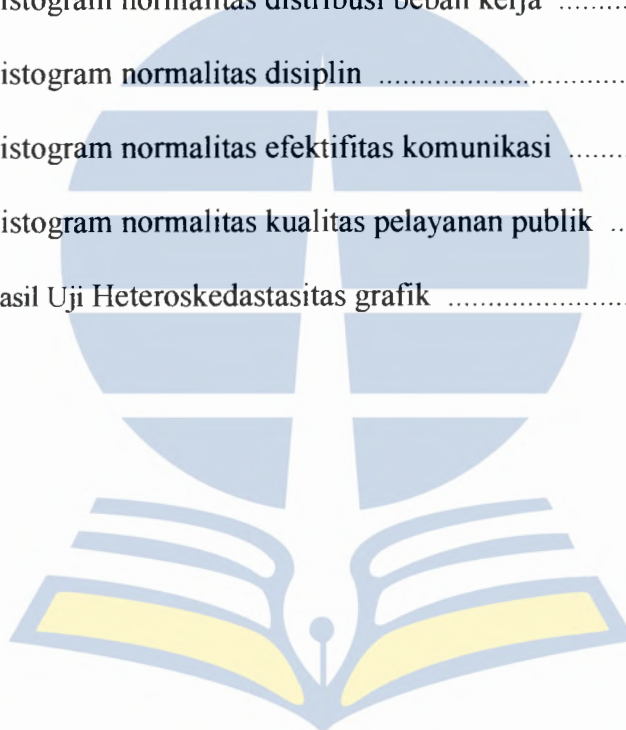 istogram normalitas distribusi beban kerja ........
istogram normalitas disiplin ...............................
istogram normalitas efektifitas komunikasi .......
istogram normalitas kualitas pelayanan publik ..
asil Uji Heteroskedastasitas grafik ......................